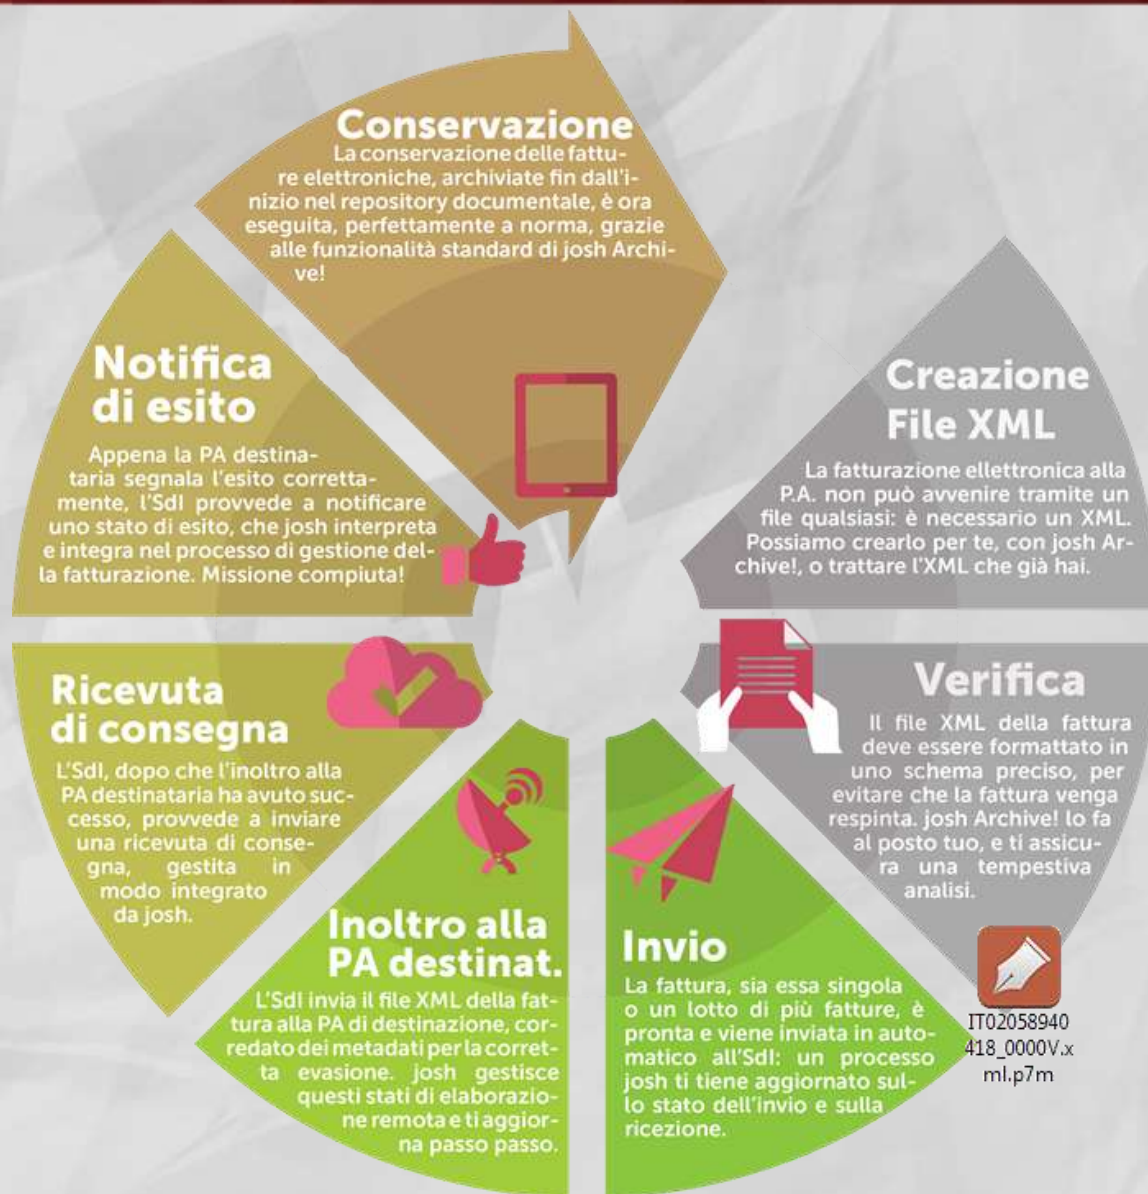 Conservazione
La conservazione delle fattu-
re elettroniche, archiviate fin dall'i-
nizio nel repository documentale, è ora
eseguita, perfettamente a norma, grazie
alle funzionalità standard di josh Archi-
ve!
Creazione
File XML
La fatturazione ellettronica alla
P.A. non può avvenire tramite un
file qualsiasi: è necessario un XML.
Possiamo crearlo per te, con josh Ar-
chive!, o trattare l'XML che già hai.
Verifica
Il file XML della fattura
deve essere formattato in
uno schema preciso, per
evitare che la fattura venga
respinta. josh Archive! lo fa
al posto tuo, e ti assicu-
ra una tempestiva
analisi.
IT02058940
418_0000V.x
ml.p7m
Invio
La fattura, sia essa singola
o un lotto di più fatture, è
pronta e viene inviata in auto-
matico all'SdI: un processo
josh ti tiene aggiornato sul-
lo stato dell'invio e sulla
ricezione.
Inoltro alla
PA destinat.
L'SdI invia il file XML della fat-
tura alla PA di destinazione, cor-
redato dei metadati per la corret-
ta evasione. josh gestisce
questi stati di elaborazio-
ne remota e ti aggior-
na passo passo.
Ricevuta
di consegna
L'SdI, dopo che l'inoltro alla
PA destinataria ha avuto suc-
cesso, provvede a inviare
una ricevuta di conse-
gna, gestita in
modo integrato
da josh.
Notifica
di esito
Appena la PA destina-
taria segnala l'esito corretta-
mente, l'SdI provvede a notificare
uno stato di esito, che josh interpreta
e integra nel processo di gestione del-
la fatturazione. Missione compiuta!